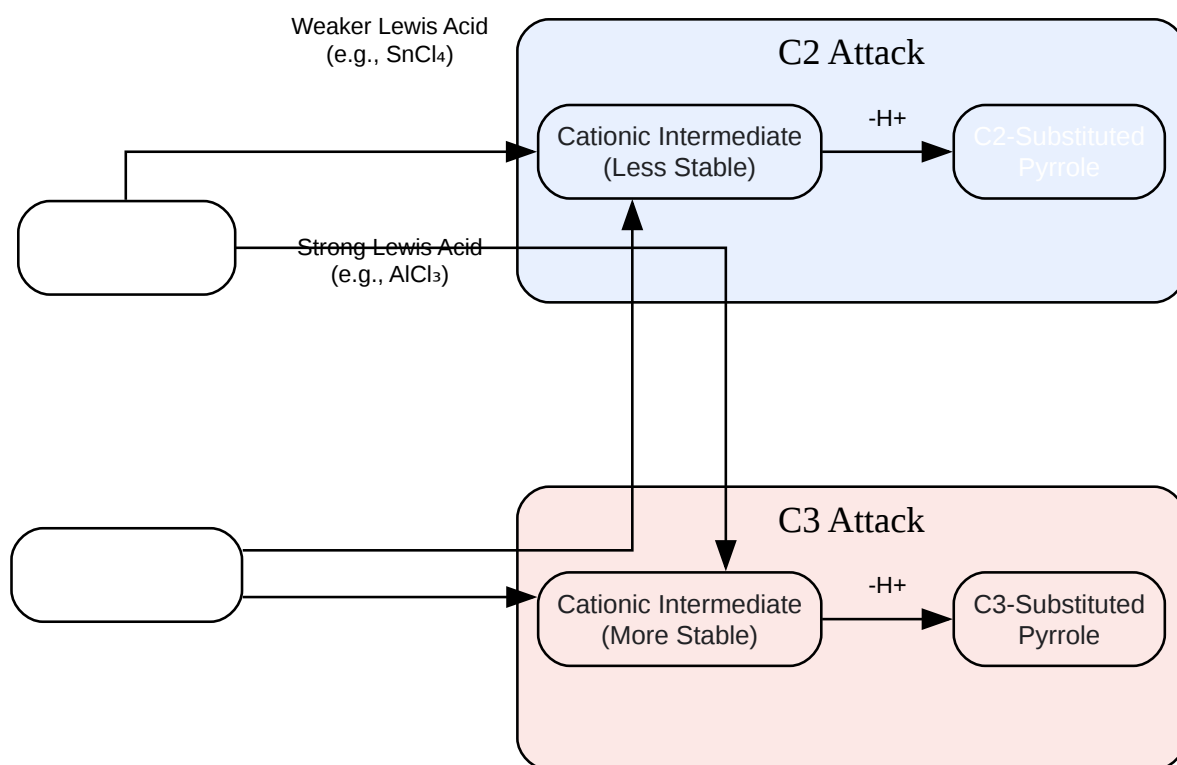 Weaker Lewis Acid
(e.g., SnCl₄)
C2 Attack
Cationic Intermediate
(Less Stable)
-H+
C2-Substituted
Pyrrole
Strong Lewis Acid
(e.g., AlCl₃)
C3 Attack
Cationic Intermediate
(More Stable)
-H+
C3-Substituted
Pyrrole